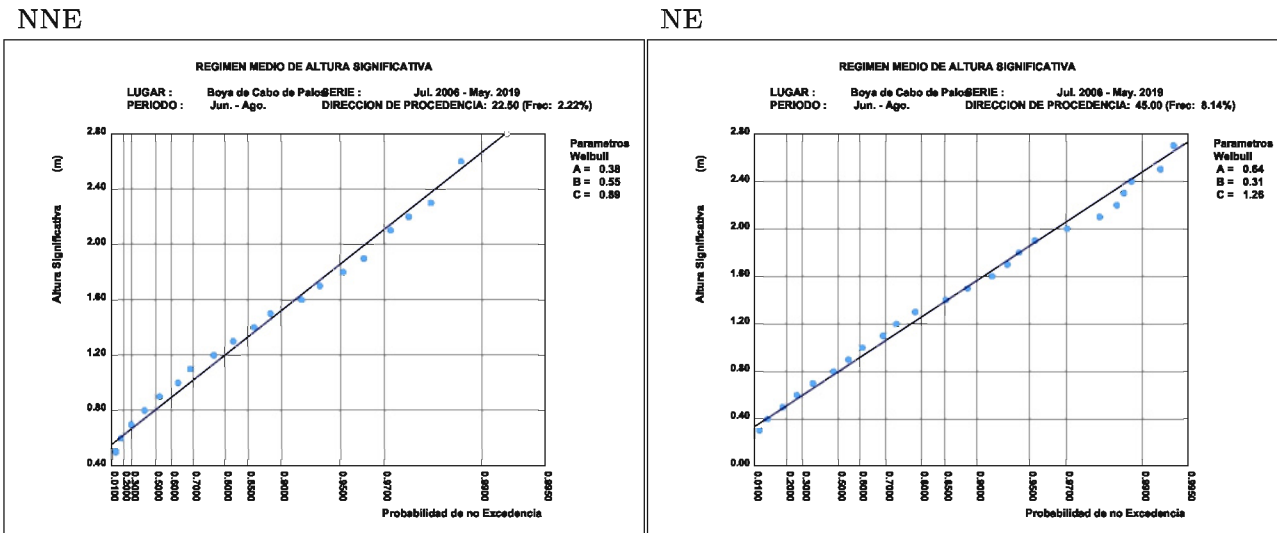 NNE
REGIMEN MEDIO DE ALTURA SIGNIFICATIVA
LUGAR : Boya de Cabo de Palos SERIE : Jul. 2006 - May. 2019
PERIODO : Jun. - Ago. DIRECCION DE PROCEDENCIA: 22.50 (Frec: 2.22%)
2.80
2.40
2.00
1.60
1.20
0.80
0.40
Altura Significativa (m)
Parametros
Weibull
A = 0.38
B = 0.55
C = 0.89
0.0100 0.2000 0.3000 0.5000 0.6000 0.7000 0.8000 0.8500 0.9000 0.9500 0.9700 0.9900 0.9950
Probabilidad de no Excedencia
NE
REGIMEN MEDIO DE ALTURA SIGNIFICATIVA
LUGAR : Boya de Cabo de Palos SERIE : Jul. 2006 - May. 2019
PERIODO : Jun. - Ago. DIRECCION DE PROCEDENCIA: 45.00 (Frec: 8.14%)
2.80
2.40
2.00
1.60
1.20
0.80
0.40
0.00
Altura Significativa (m)
Parametros
Weibull
A = 0.64
B = 0.31
C = 1.26
0.0100 0.2000 0.3000 0.5000 0.6000 0.7000 0.8000 0.8500 0.9000 0.9500 0.9700 0.9900 0.9950
Probabilidad de no Excedencia